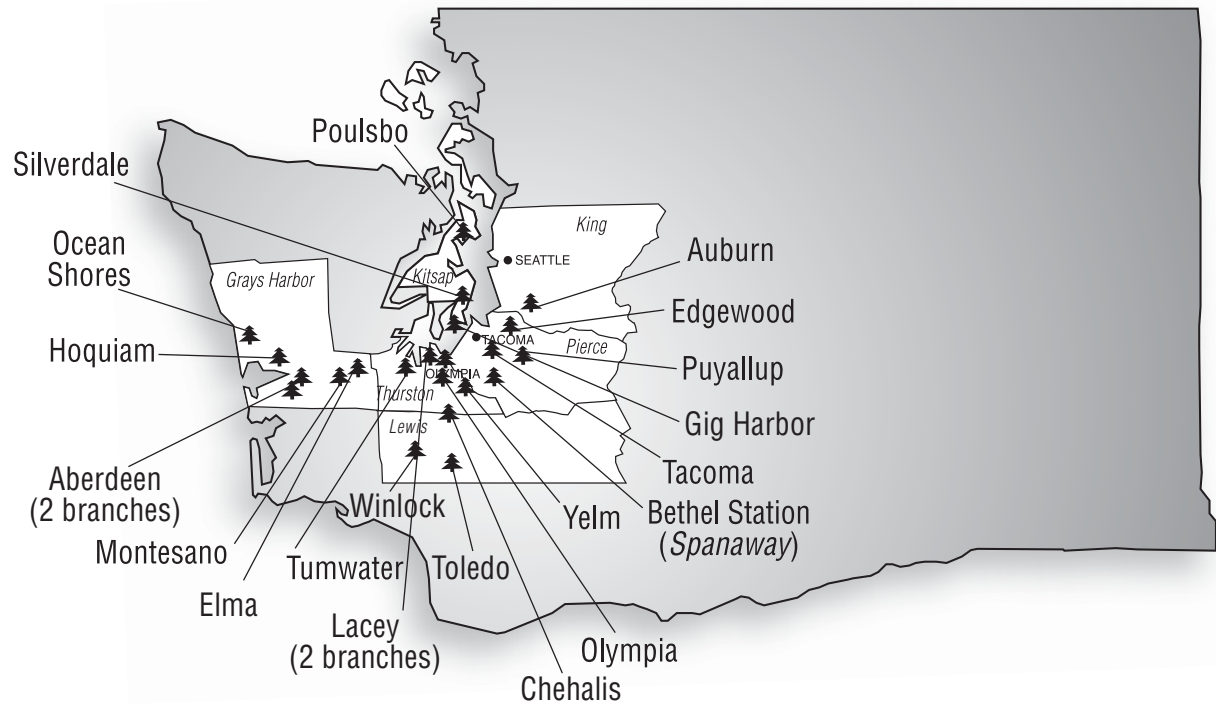 Poulsbo
Silverdale
King
Ocean
Shores
SEATTLE
Auburn
Grays Harbor
Kitsap
Edgewood
Hoquiam
TACOMA
Pierce
Puyallup
OLYMPIA
Thurston
Gig Harbor
Lewis
Tacoma
Aberdeen
(2 branches)
Winlock
Yelm
Bethel Station
(Spanaway)
Montesano
Tumwater
Toledo
Elma
Lacey
(2 branches)
Olympia
Chehalis